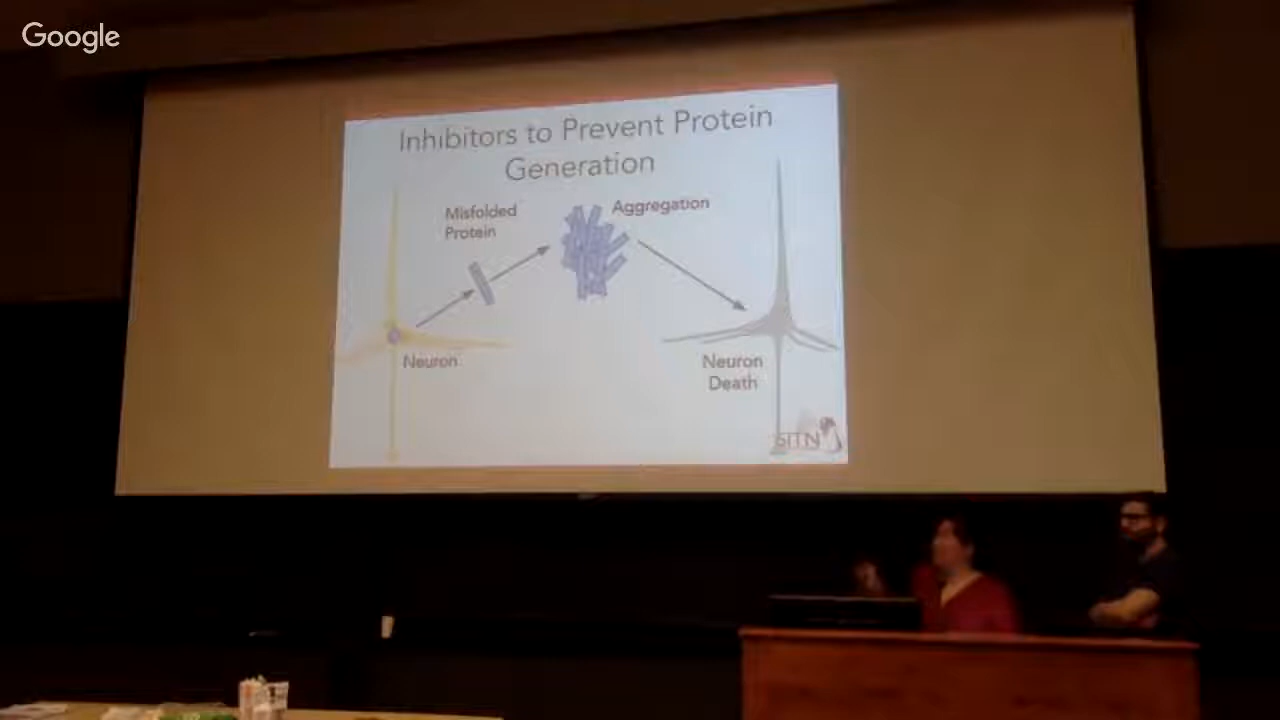 Google
Inhibitors to Prevent Protein
Generation
Misfolded
Protein
Aggregation
Neuron
Neuron
Death
SITN